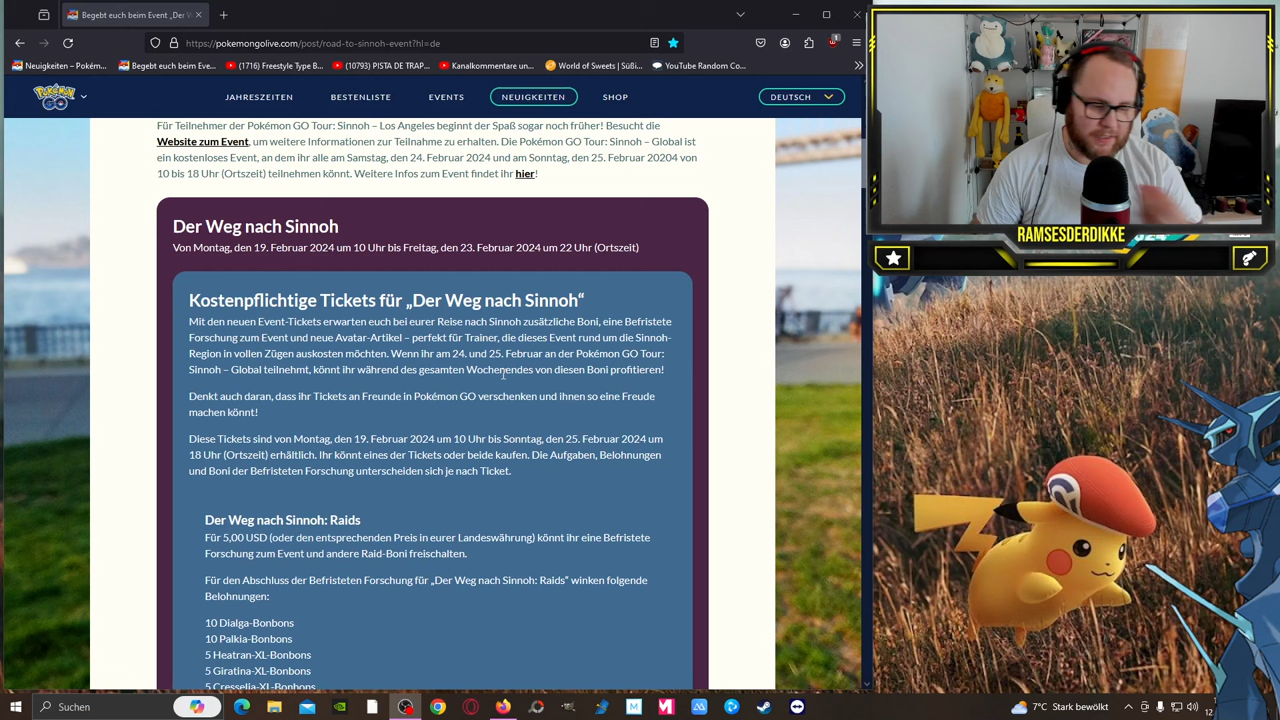 Begebt euch beim Event „Der W
https://pokemongolive.com/post/road-to-sinnoh-event?hl=de
1
Neuigkeiten – Pokém...
Begebt euch beim Eve...
(1716) Freestyle Type B...
(10793) PISTA DE TRAP...
Kanalkommentare un...
World of Sweets | Süßi...
YouTube Random Co...
Pokémon GO
JAHRESZEITEN
BESTENLISTE
EVENTS
NEUIGKEITEN
SHOP
DEUTSCH
Für Teilnehmer der Pokémon GO Tour: Sinnoh – Los Angeles beginnt der Spaß sogar noch früher! Besucht die
Website zum Event, um weitere Informationen zur Teilnahme zu erhalten. Die Pokémon GO Tour: Sinnoh – Global ist
ein kostenloses Event, an dem ihr alle am Samstag, den 24. Februar 2024 und am Sonntag, den 25. Februar 20204 von
10 bis 18 Uhr (Ortszeit) teilnehmen könnt. Weitere Infos zum Event findet ihr hier!
Der Weg nach Sinnoh
Von Montag, den 19. Februar 2024 um 10 Uhr bis Freitag, den 23. Februar 2024 um 22 Uhr (Ortszeit)
Kostenpflichtige Tickets für „Der Weg nach Sinnoh“
Mit den neuen Event-Tickets erwarten euch bei eurer Reise nach Sinnoh zusätzliche Boni, eine Befristete
Forschung zum Event und neue Avatar-Artikel – perfekt für Trainer, die dieses Event rund um die Sinnoh-
Region in vollen Zügen auskosten möchten. Wenn ihr am 24. und 25. Februar an der Pokémon GO Tour:
Sinnoh – Global teilnehmt, könnt ihr während des gesamten Wochenendes von diesen Boni profitieren!
Denkt auch daran, dass ihr Tickets an Freunde in Pokémon GO verschenken und ihnen so eine Freude
machen könnt!
Diese Tickets sind von Montag, den 19. Februar 2024 um 10 Uhr bis Sonntag, den 25. Februar 2024 um
18 Uhr (Ortszeit) erhältlich. Ihr könnt eines der Tickets oder beide kaufen. Die Aufgaben, Belohnungen
und Boni der Befristeten Forschung unterscheiden sich je nach Ticket.
Der Weg nach Sinnoh: Raids
Für 5,00 USD (oder den entsprechenden Preis in eurer Landeswährung) könnt ihr eine Befristete
Forschung zum Event und andere Raid-Boni freischalten.
Für den Abschluss der Befristeten Forschung für „Der Weg nach Sinnoh: Raids“ winken folgende
Belohnungen:
10 Dialga-Bonbons
10 Palkia-Bonbons
5 Heatran-XL-Bonbons
5 Giratina-XL-Bonbons
5 Cresselia-XL-Bonbons
RAMSESDERDIKKE
Suchen
7°C Stark bewölkt